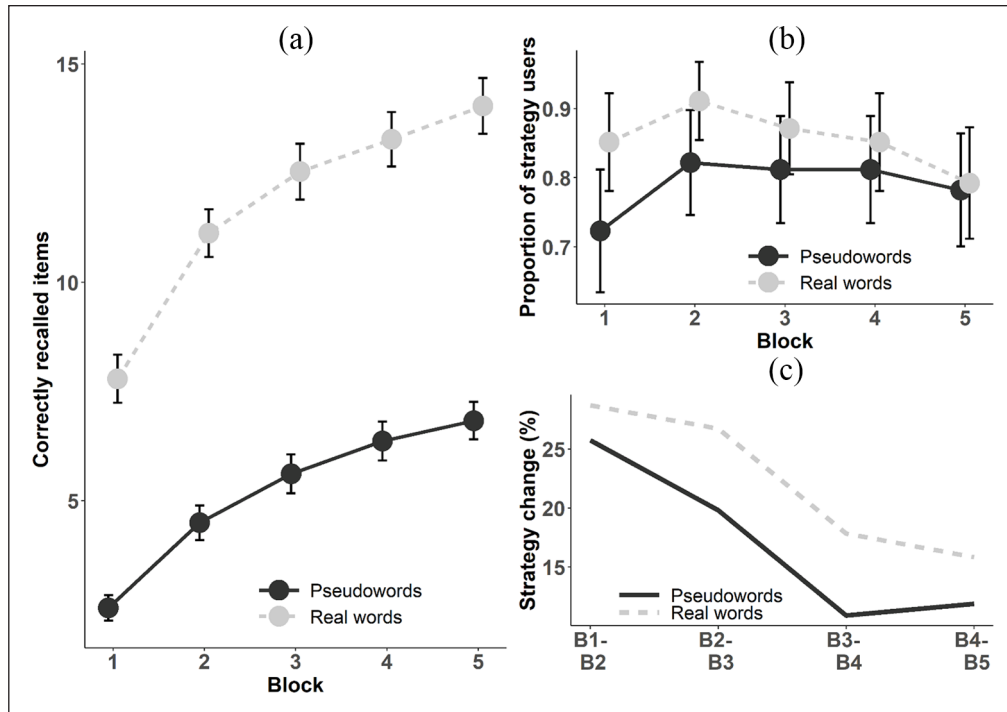 (a)
Correctly recalled items
15
10
5
Pseudowords
Real words
1 2 3 4 5
Block
(b)
Proportion of strategy users
0.9
0.8
0.7
Pseudowords
Real words
1 2 3 4 5
Block
(c)
Strategy change (%)
25
20
15
Pseudowords
Real words
B1- B2- B3- B4-
B2 B3 B4 B5